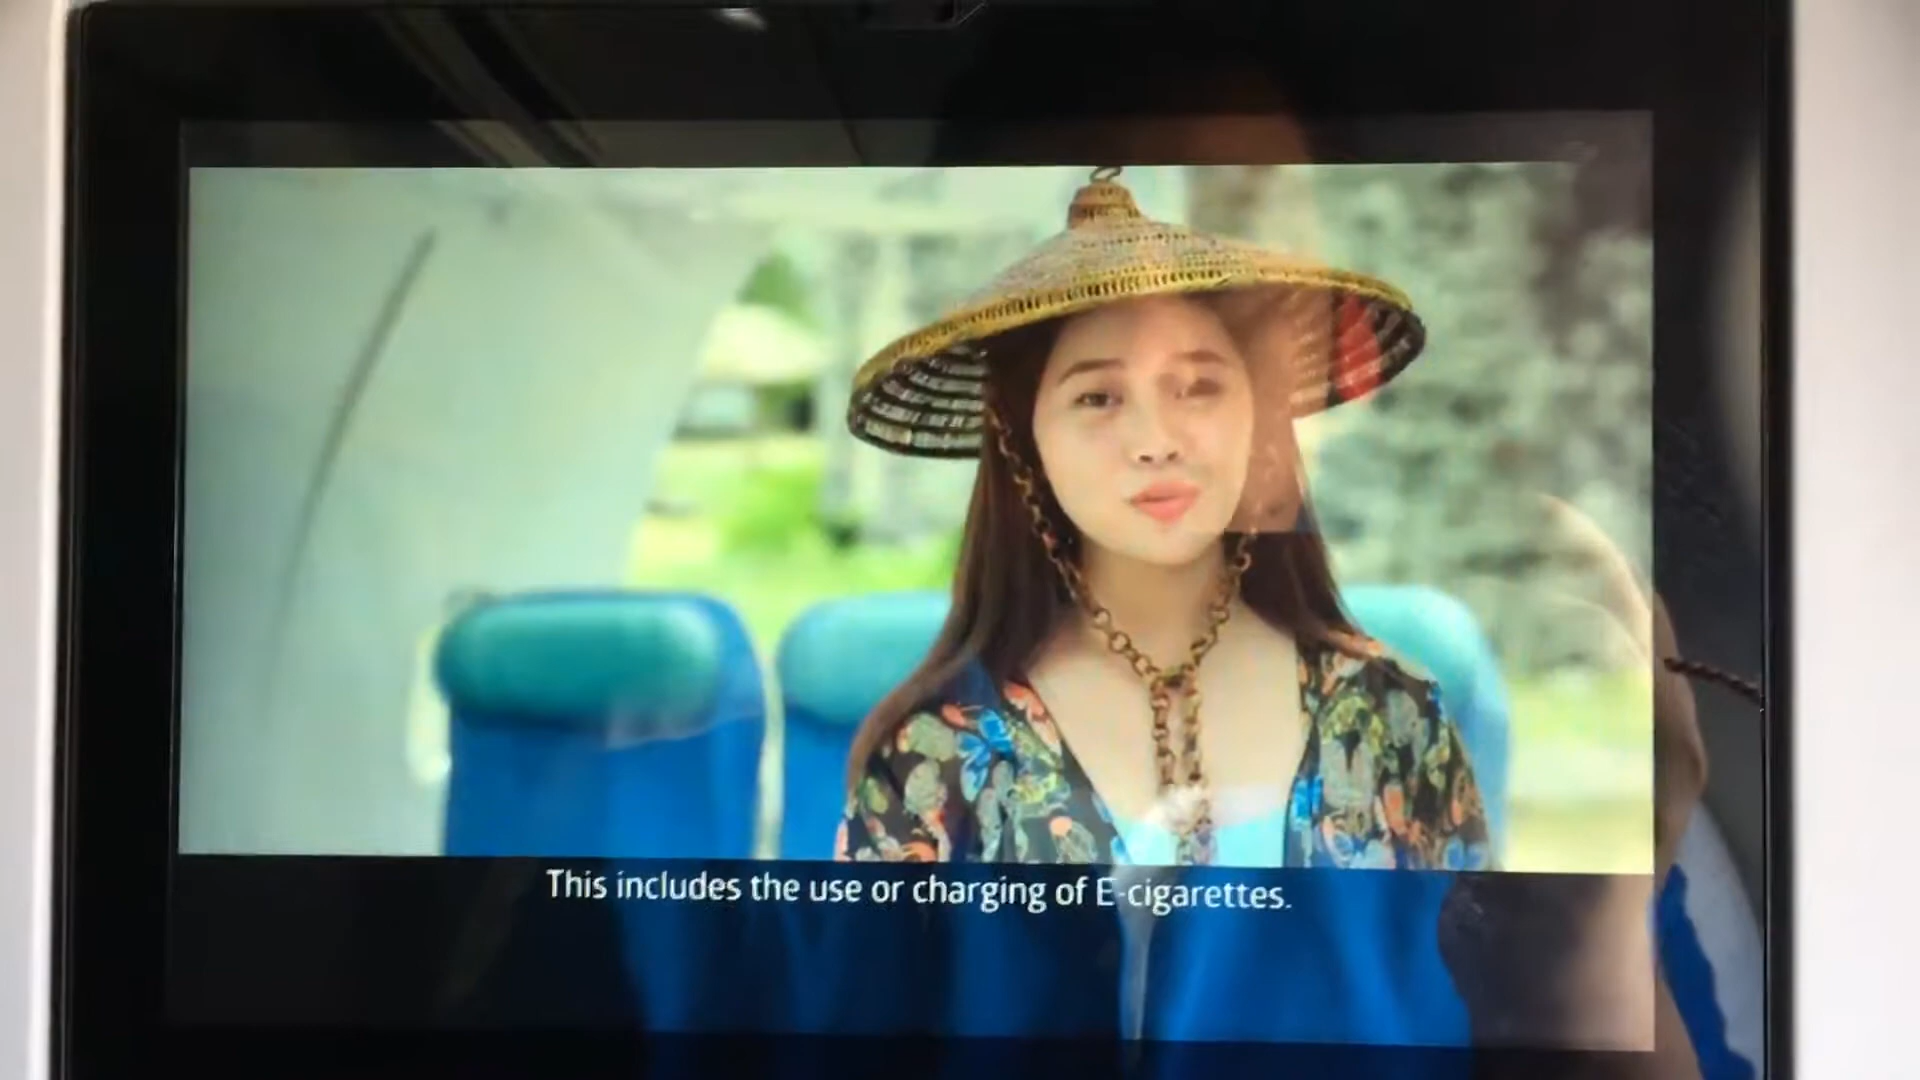 This includes the use or charging of E-cigarettes.